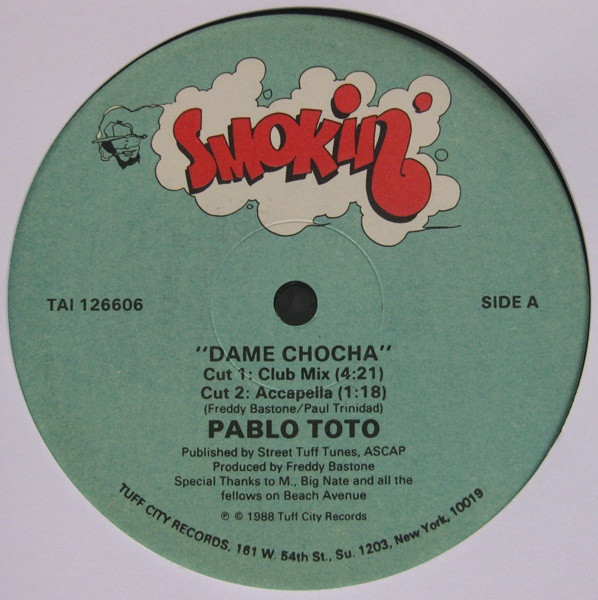 SMOKIN'
TAI 126606
SIDE A
"DAME CHOCHA"
Cut 1: Club Mix (4:21)
Cut 2: Accapella (1:18)
(Freddy Bastone/Paul Trinidad)
PABLO TOTO
Published by Street Tuff Tunes, ASCAP
Produced by Freddy Bastone
Special Thanks to M., Big Nate and all the
fellows on Beach Avenue
℗ © 1988 Tuff City Records
TUFF CITY RECORDS, 161 W. 54th St., Su. 1203, New York, 10019